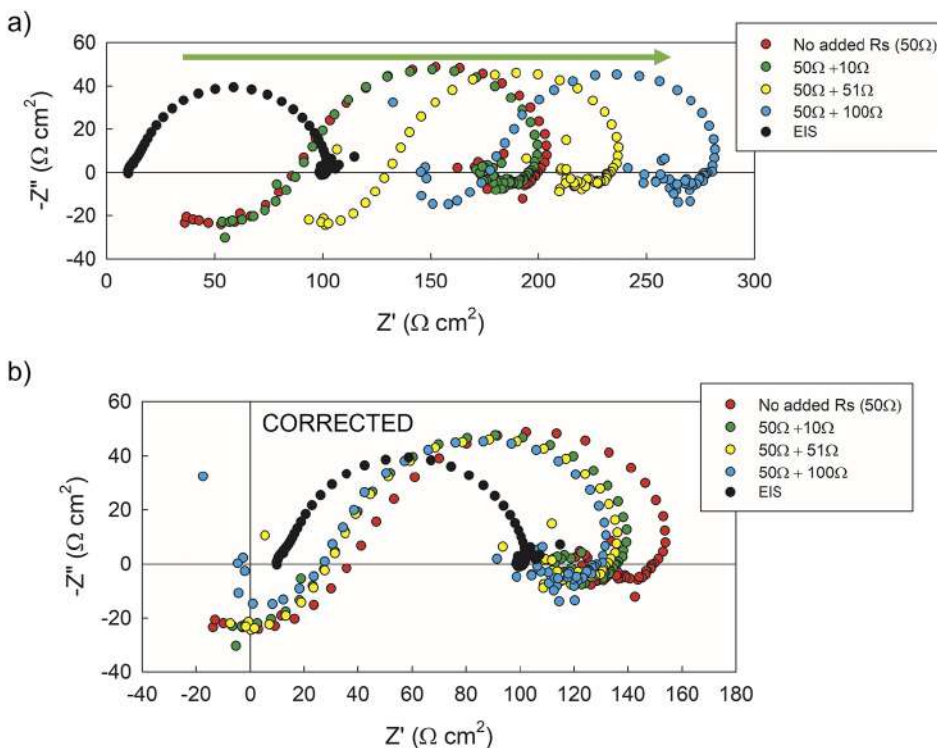 a)
60
40
20
0
-20
-40
-Z" (Ω cm²)
0 50 100 150 200 250 300
Z' (Ω cm²)
No added Rs (50Ω)
50Ω +10Ω
50Ω + 51Ω
50Ω + 100Ω
EIS
b)
CORRECTED
60
40
20
0
-20
-40
-Z" (Ω cm²)
-40 -20 0 20 40 60 80 100 120 140 160 180
Z' (Ω cm²)
No added Rs (50Ω)
50Ω +10Ω
50Ω + 51Ω
50Ω + 100Ω
EIS